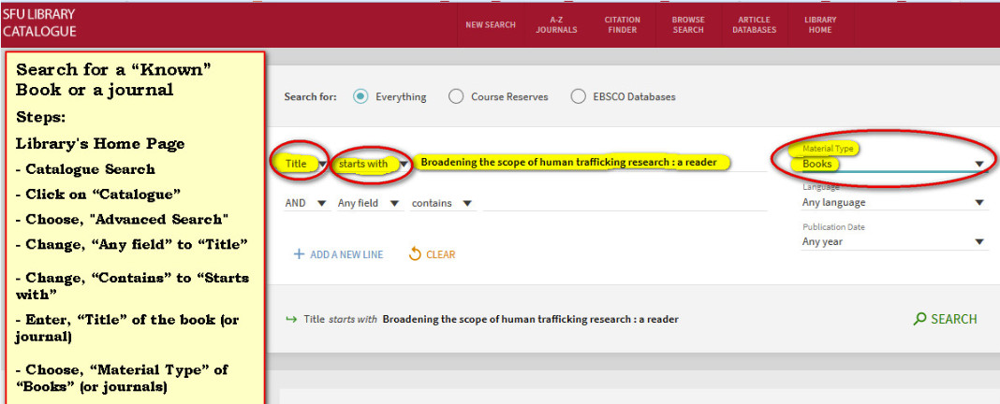 SFU LIBRARY
CATALOGUE
NEW SEARCH
A-Z
JOURNALS
CITATION
FINDER
BROWSE
SEARCH
ARTICLE
DATABASES
LIBRARY
HOME
Search for a “Known”
Book or a journal
Steps:
Library's Home Page
- Catalogue Search
- Click on “Catalogue”
- Choose, "Advanced Search"
- Change, “Any field” to “Title”
- Change, “Contains” to “Starts
with”
- Enter, “Title” of the book (or
journal)
- Choose, “Material Type” of
“Books” (or journals)
Search for: Everything Course Reserves EBSCO Databases
Title starts with Broadening the scope of human trafficking research : a reader
AND Any field contains
+ ADD A NEW LINE CLEAR
Material Type
Books
Language
Any language
Publication Date
Any year
Title starts with Broadening the scope of human trafficking research : a reader
SEARCH